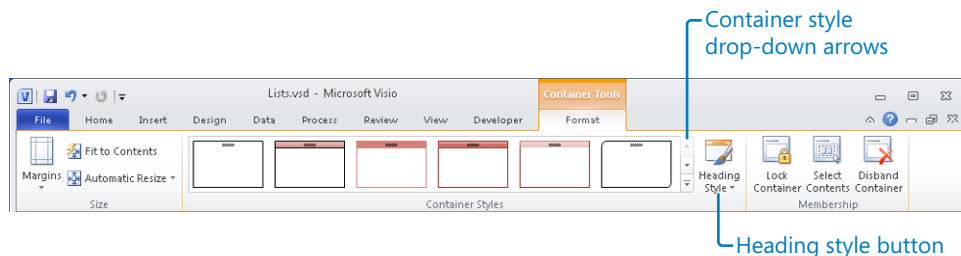 Container style
drop-down arrows
Lists.vsd - Microsoft Visio
Container Tools
File Home Insert Design Data Process Review View Developer Format
Margins
Fit to Contents
Automatic Resize
Heading
Style
Lock
Container
Select
Contents
Disband
Container
Size
Container Styles
Membership
Heading style button